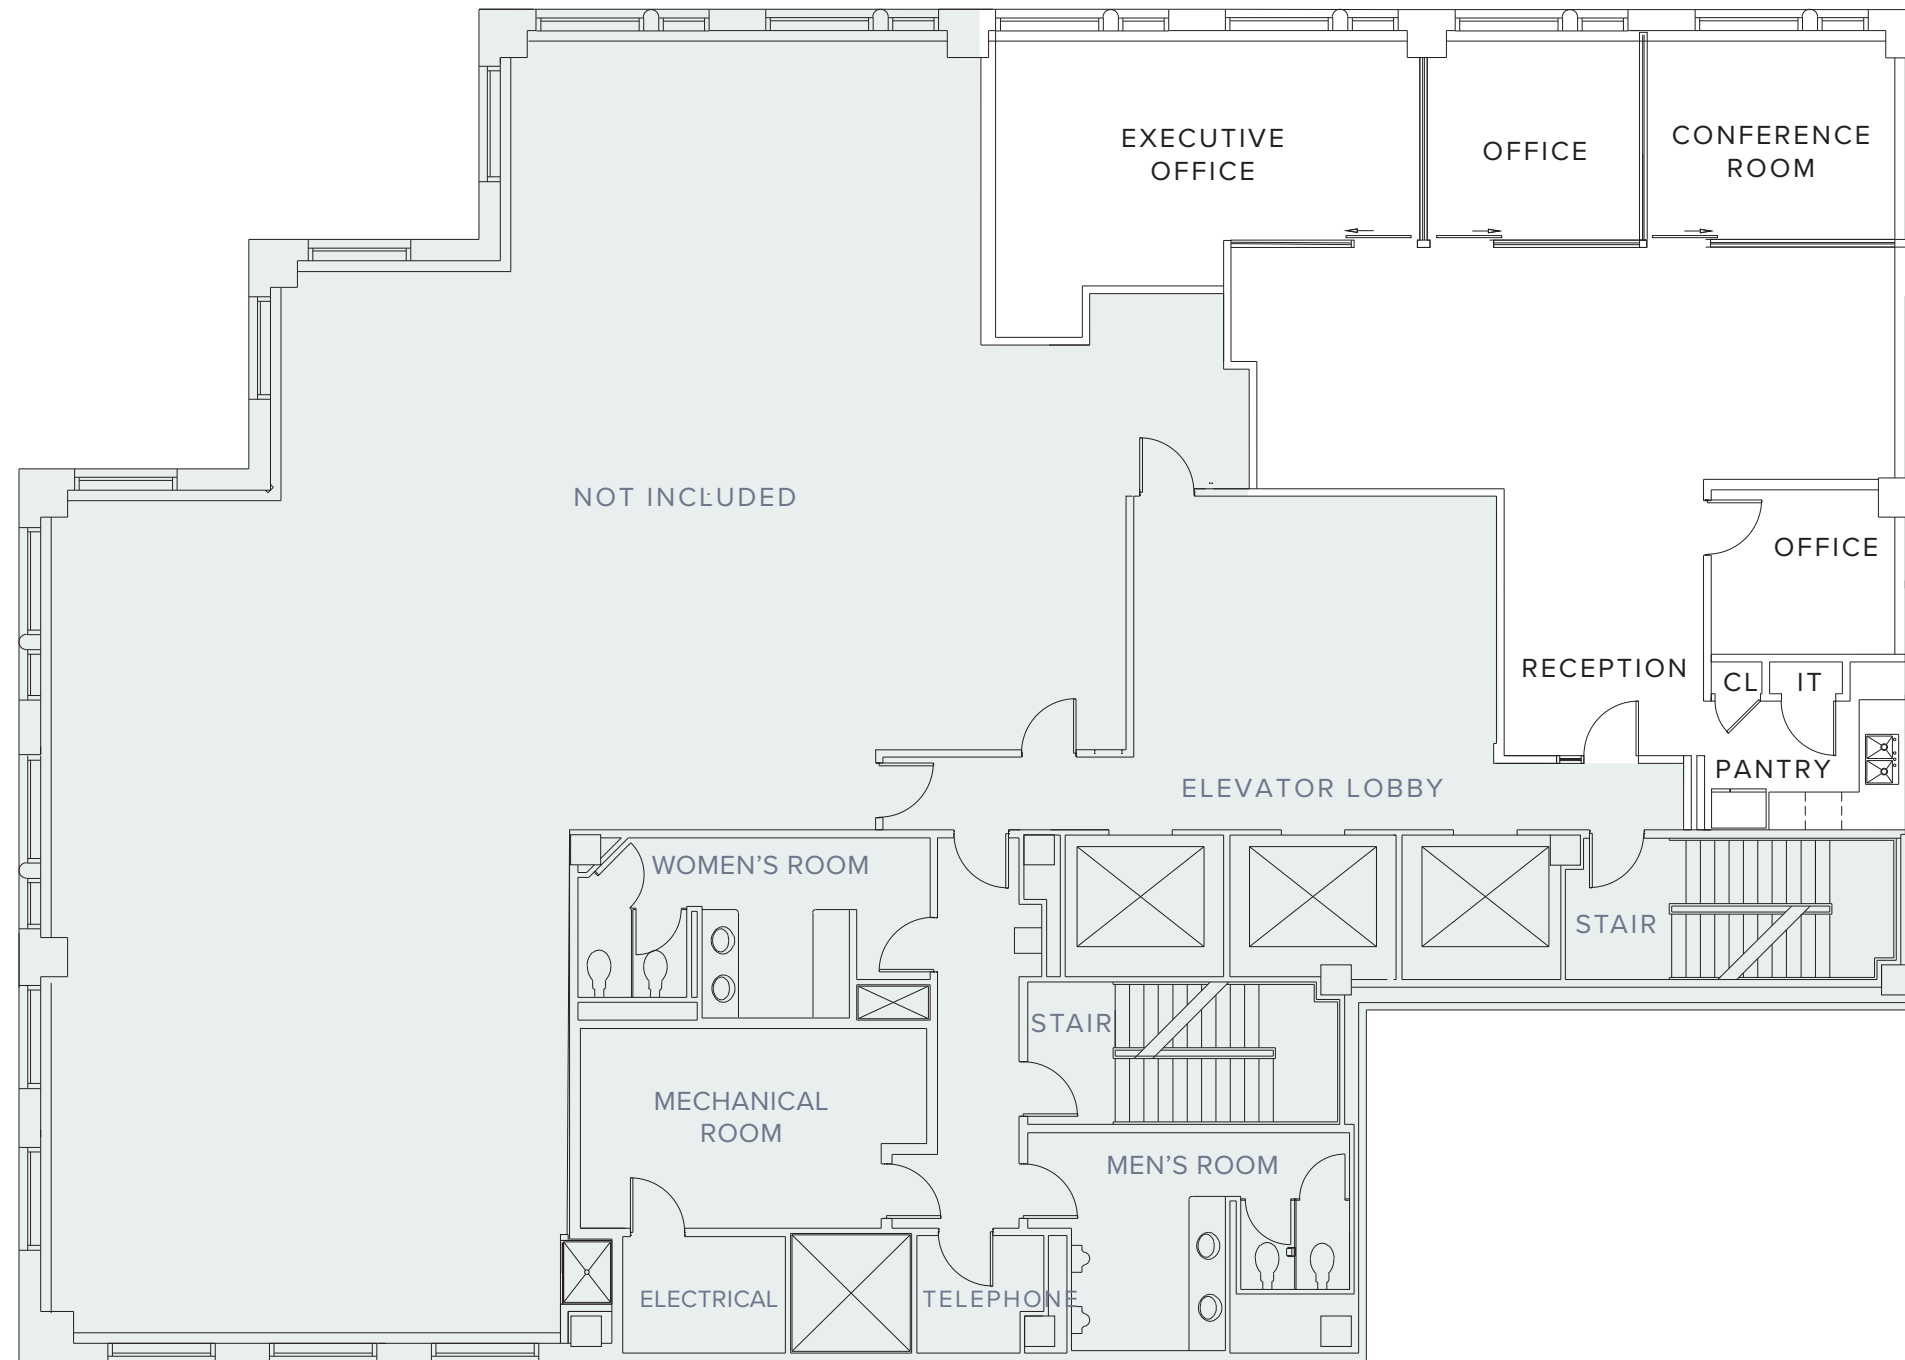 EXECUTIVE
OFFICE
OFFICE
CONFERENCE
ROOM
NOT INCLUDED
OFFICE
RECEPTION
CL
IT
PANTRY
ELEVATOR LOBBY
WOMEN’S ROOM
STAIR
STAIR
MECHANICAL
ROOM
MEN’S ROOM
ELECTRICAL
TELEPHONE